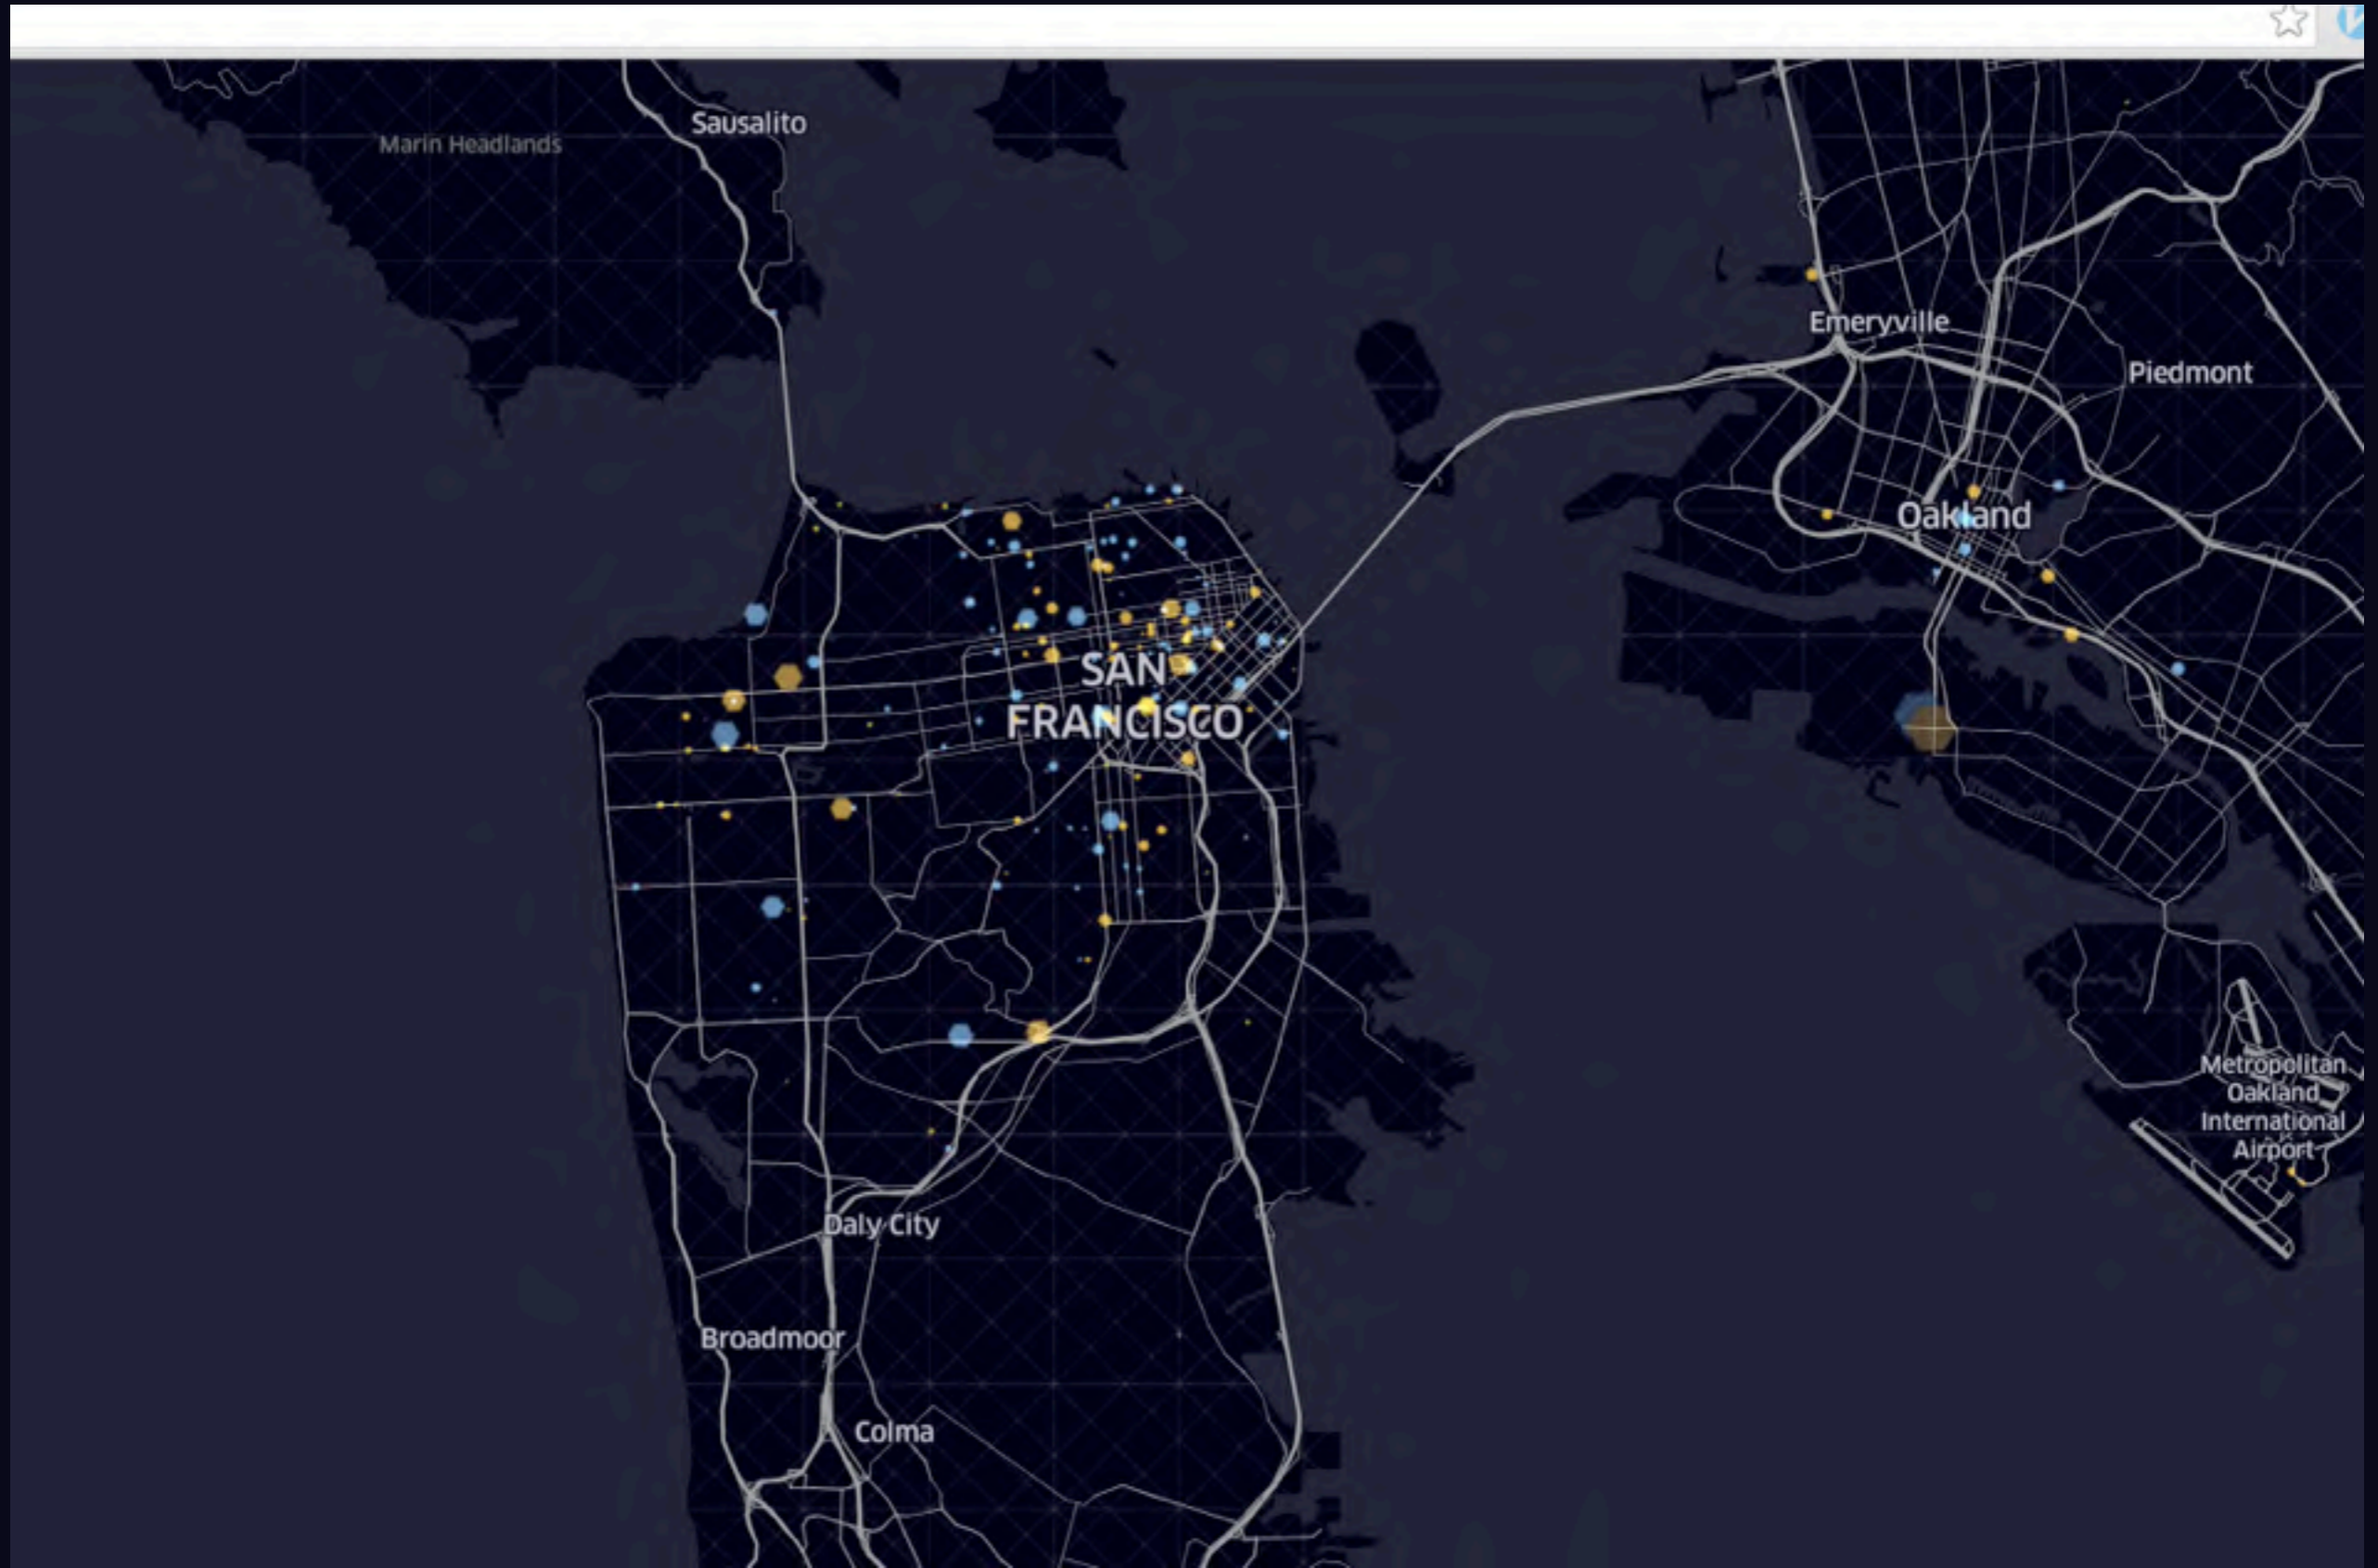 Sausalito
Marin Headlands
Emeryville
Piedmont
Oakland
SAN
FRANCISCO
Metropolitan
Oakland
International
Airport
Daly City
Broadmoor
Colma